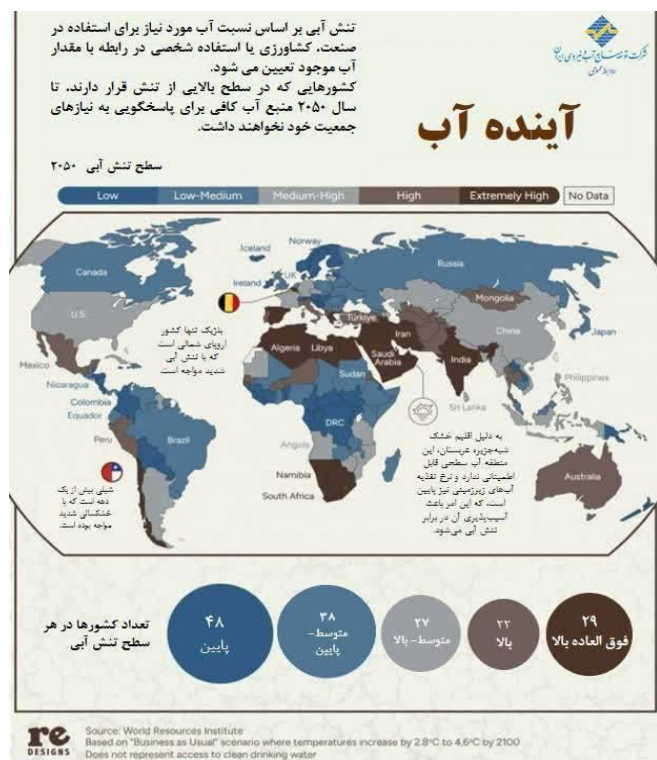 شرکت توسعه منابع آب و نیروی ایران
روابط عمومی
تنش آبی بر اساس نسبت آب مورد نیاز برای استفاده در
صنعت، کشاورزی یا استفاده شخصی در رابطه با مقدار
آب موجود تعیین می شود.
کشورهایی که در سطح بالایی از تنش قرار دارند، تا
سال ۲۰۵۰ منبع آب کافی برای پاسخگویی به نیازهای
جمعیت خود نخواهند داشت.
آینده آب
سطح تنش آبی ۲۰۵۰
Low Low-Medium Medium-High High Extremely High No Data
Iceland
Norway
Canada
Ireland
UK
Russia
U.S.
Mongolia
Türkiye
بلژیک تنها کشور
اروپای شمالی است
که با تنش آبی
شدید مواجه است.
Japan
China
Iran
Algeria
Libya
Saudi
Arabia
India
Mexico
Sudan
Philippines
Nicaragua
Colombia
Equador
Sri Lanka
DRC
Peru
Brazil
Angola
به دلیل اقلیم خشک
شبه‌جزیره عربستان، این
منطقه آب سطحی قابل
اطمینانی ندارد و نرخ تغذیه
آب‌های زیرزمینی نیز پایین
است، که این امر باعث
آسیب‌پذیری آن در برابر
تنش آبی می‌شود.
Namibia
South Africa
Australia
شیلی بیش از یک
دهه است که با
خشکسالی شدید
مواجه بوده است.
تعداد کشورها در هر
سطح تنش آبی
۴۸
پایین
۳۸
متوسط-
پایین
۲۷
متوسط- بالا
۲۲
بالا
۲۹
فوق العاده بالا
re
DESIGNS
Source: World Resources Institute
Based on "Business as Usual" scenario where temperatures increase by 2.8°C to 4.6°C by 2100
Does not represent access to clean drinking water